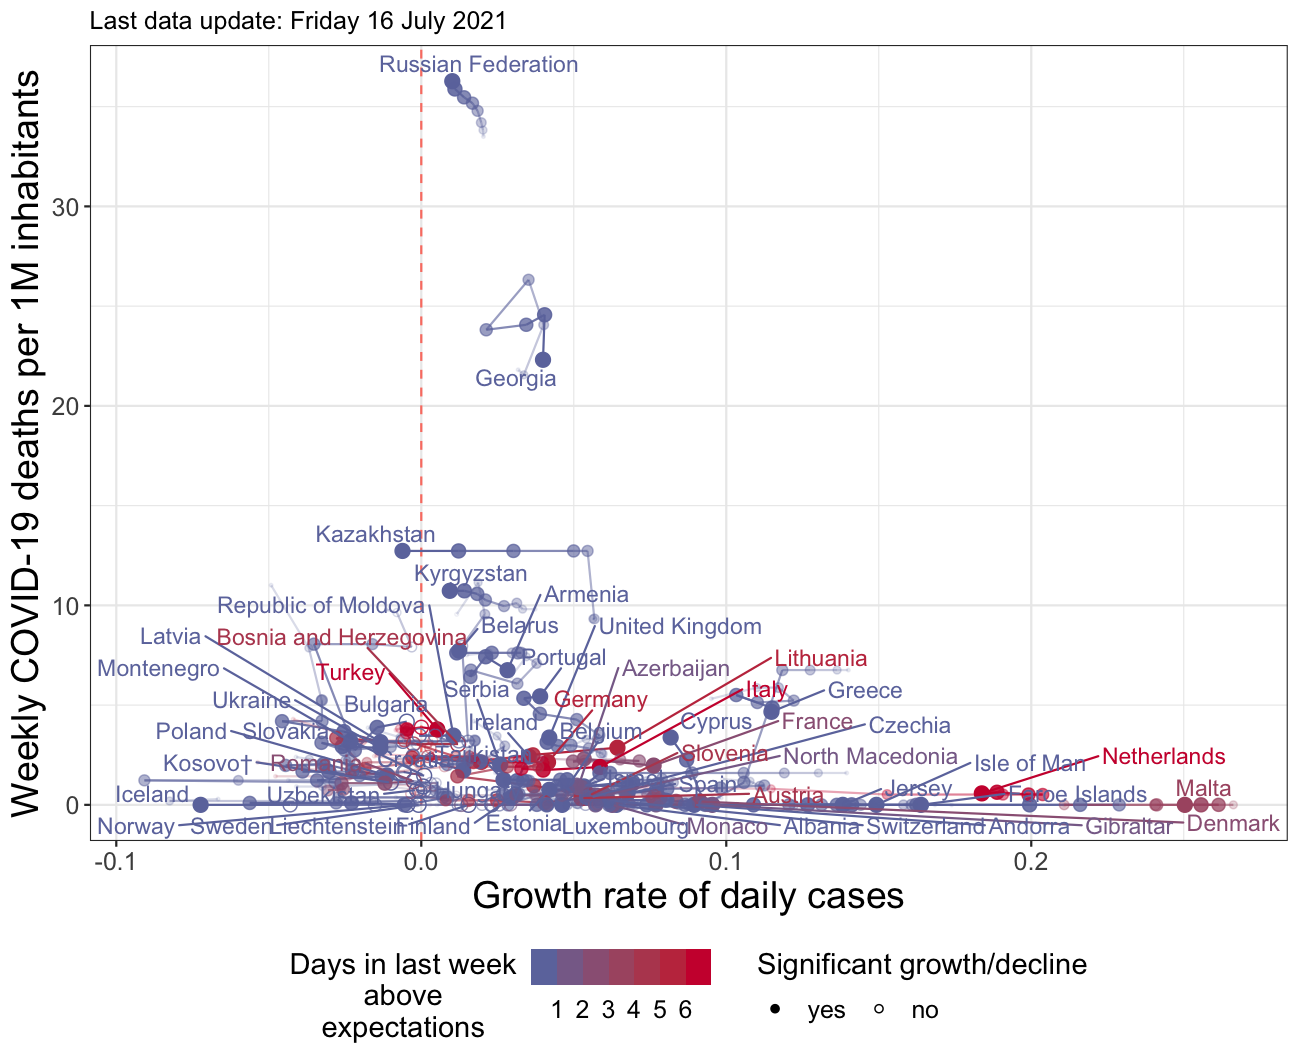 Last data update: Friday 16 July 2021
Weekly COVID-19 deaths per 1M inhabitants
30
20
10
0
Russian Federation
Georgia
Kazakhstan
Kyrgyzstan
Armenia
Republic of Moldova
Belarus
United Kingdom
Latvia
Bosnia and Herzegovina
Portugal
Lithuania
Montenegro
Turkey
Azerbaijan
Serbia
Italy
Greece
Ukraine
Bulgaria
Germany
Poland
Slovakia
Ireland
Belgium
Cyprus
France
Czechia
Kosovo†
Romania
Slovenia
North Macedonia
Isle of Man
Netherlands
Iceland
Uzbekistan
Hungary
Spain
Austria
Jersey
Faroe Islands
Malta
Norway
Sweden
Liechtenstein
Finland
Estonia
Luxembourg
Monaco
Albania
Switzerland
Andorra
Gibraltar
Denmark
-0.1
0.0
0.1
0.2
Growth rate of daily cases
Days in last week
above
expectations
1 2 3 4 5 6
Significant growth/decline
yes
no